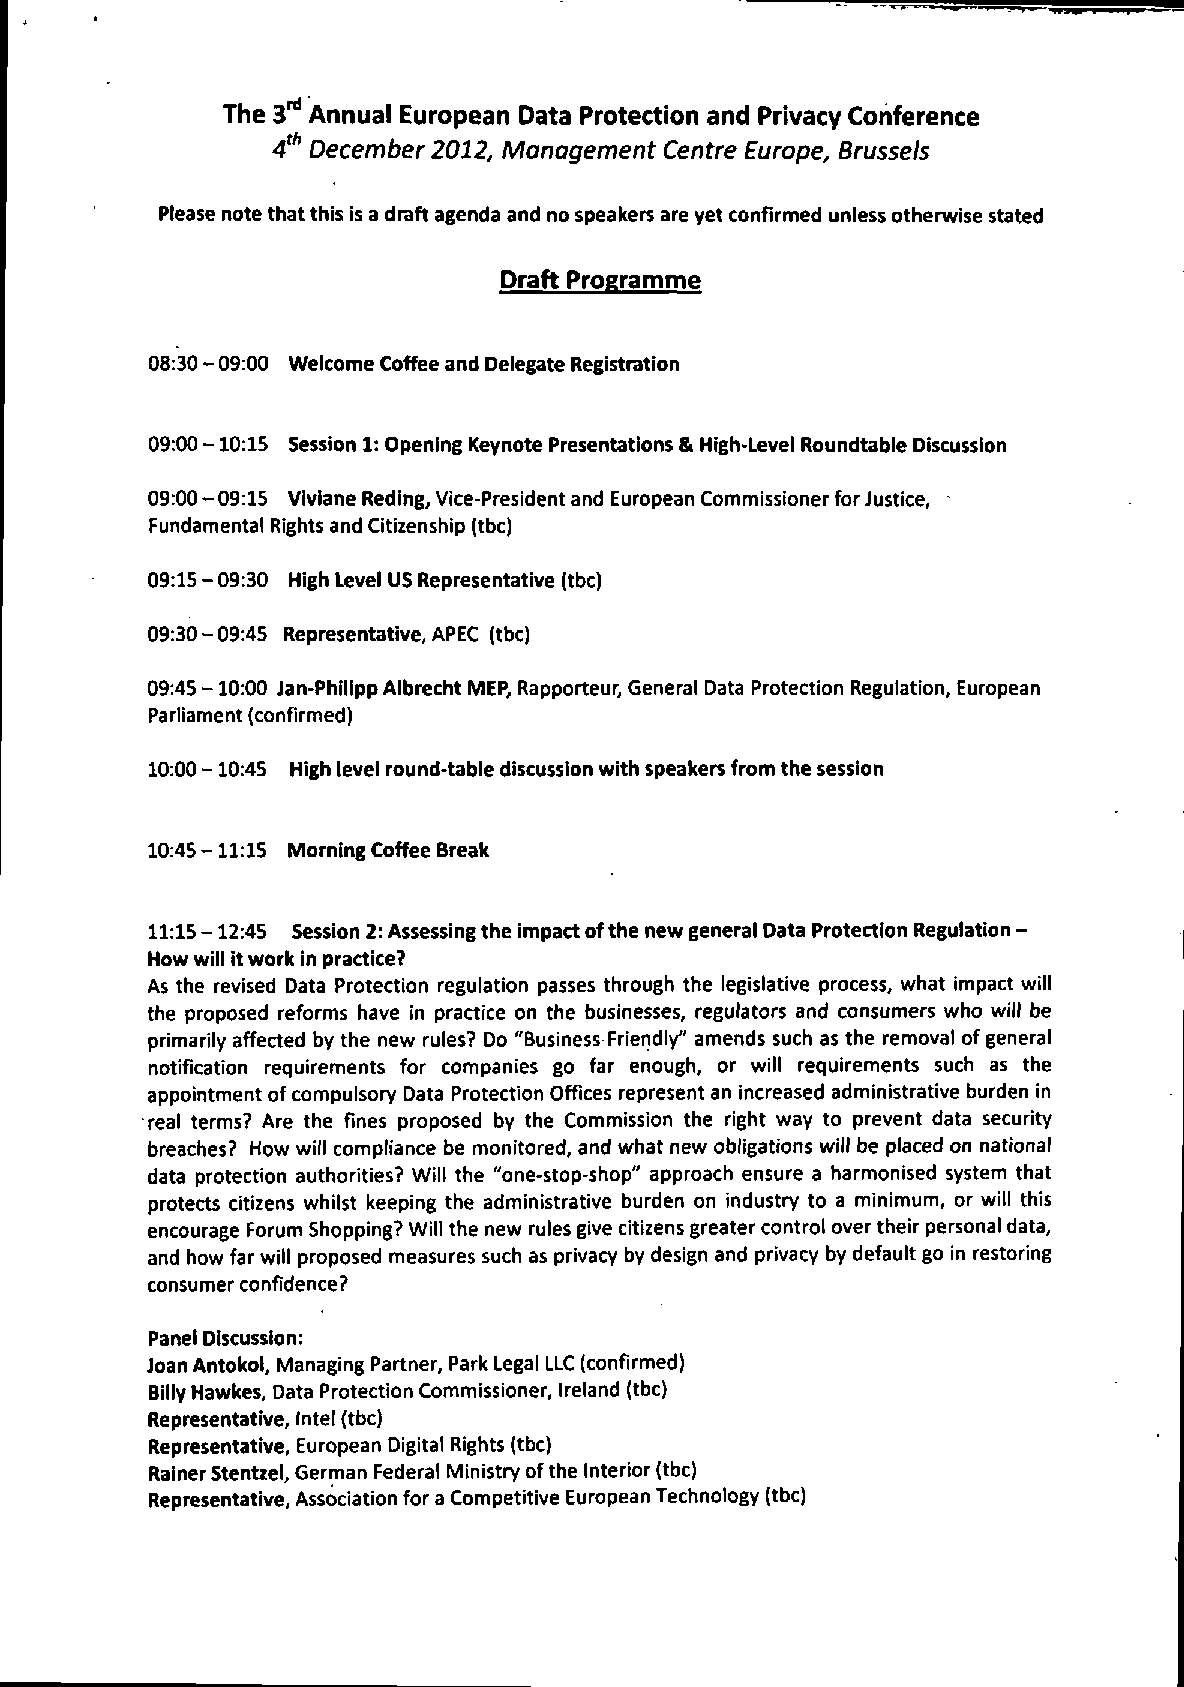 The 3rd Annual European Data Protection and Privacy Conference
4th December 2012, Management Centre Europe, Brussels
Please note that this is a draft agenda and no speakers are yet confirmed unless otherwise stated
Draft Programme
08:30 – 09:00 Welcome Coffee and Delegate Registration
09:00 – 10:15 Session 1: Opening Keynote Presentations & High-Level Roundtable Discussion
09:00 – 09:15 Viviane Reding, Vice-President and European Commissioner for Justice,
Fundamental Rights and Citizenship (tbc)
09:15 – 09:30 High Level US Representative (tbc)
09:30 – 09:45 Representative, APEC (tbc)
09:45 – 10:00 Jan-Philipp Albrecht MEP, Rapporteur, General Data Protection Regulation, European
Parliament (confirmed)
10:00 – 10:45 High level round-table discussion with speakers from the session
10:45 – 11:15 Morning Coffee Break
11:15 – 12:45 Session 2: Assessing the impact of the new general Data Protection Regulation –
How will it work in practice?
As the revised Data Protection regulation passes through the legislative process, what impact will
the proposed reforms have in practice on the businesses, regulators and consumers who will be
primarily affected by the new rules? Do "Business Friendly" amends such as the removal of general
notification requirements for companies go far enough, or will requirements such as the
appointment of compulsory Data Protection Offices represent an increased administrative burden in
real terms? Are the fines proposed by the Commission the right way to prevent data security
breaches? How will compliance be monitored, and what new obligations will be placed on national
data protection authorities? Will the "one-stop-shop" approach ensure a harmonised system that
protects citizens whilst keeping the administrative burden on industry to a minimum, or will this
encourage Forum Shopping? Will the new rules give citizens greater control over their personal data,
and how far will proposed measures such as privacy by design and privacy by default go in restoring
consumer confidence?
Panel Discussion:
Joan Antokol, Managing Partner, Park Legal LLC (confirmed)
Billy Hawkes, Data Protection Commissioner, Ireland (tbc)
Representative, Intel (tbc)
Representative, European Digital Rights (tbc)
Rainer Stentzel, German Federal Ministry of the Interior (tbc)
Representative, Association for a Competitive European Technology (tbc)